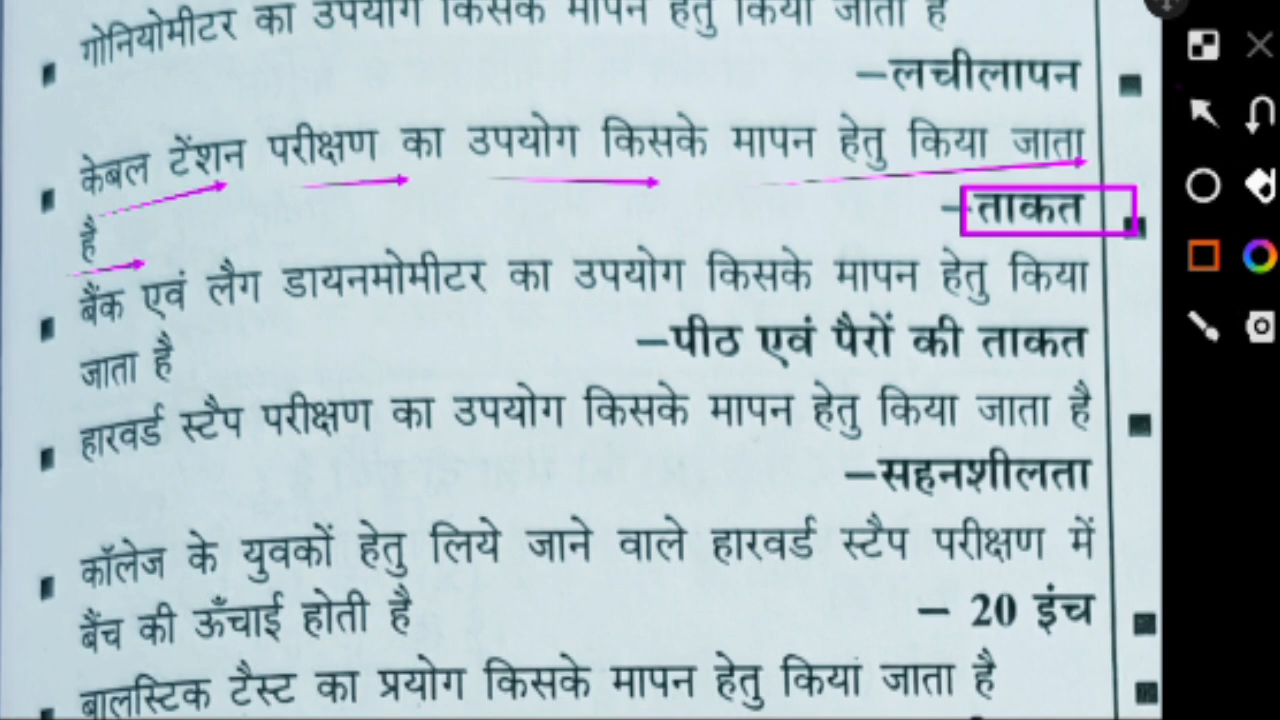 गोनियोमीटर का उपयोग किसके मापन हेतु किया जाता है
–लचीलापन
केबल टेंशन परीक्षण का उपयोग किसके मापन हेतु किया जाता
है –ताकत
बैंक एवं लैग डायनमोमीटर का उपयोग किसके मापन हेतु किया
जाता है –पीठ एवं पैरों की ताकत
हारवर्ड स्टैप परीक्षण का उपयोग किसके मापन हेतु किया जाता है
–सहनशीलता
कॉलेज के युवकों हेतु लिये जाने वाले हारवर्ड स्टैप परीक्षण में
बैंच की ऊँचाई होती है – 20 इंच
बालस्टिक टैस्ट का प्रयोग किसके मापन हेतु किया जाता है